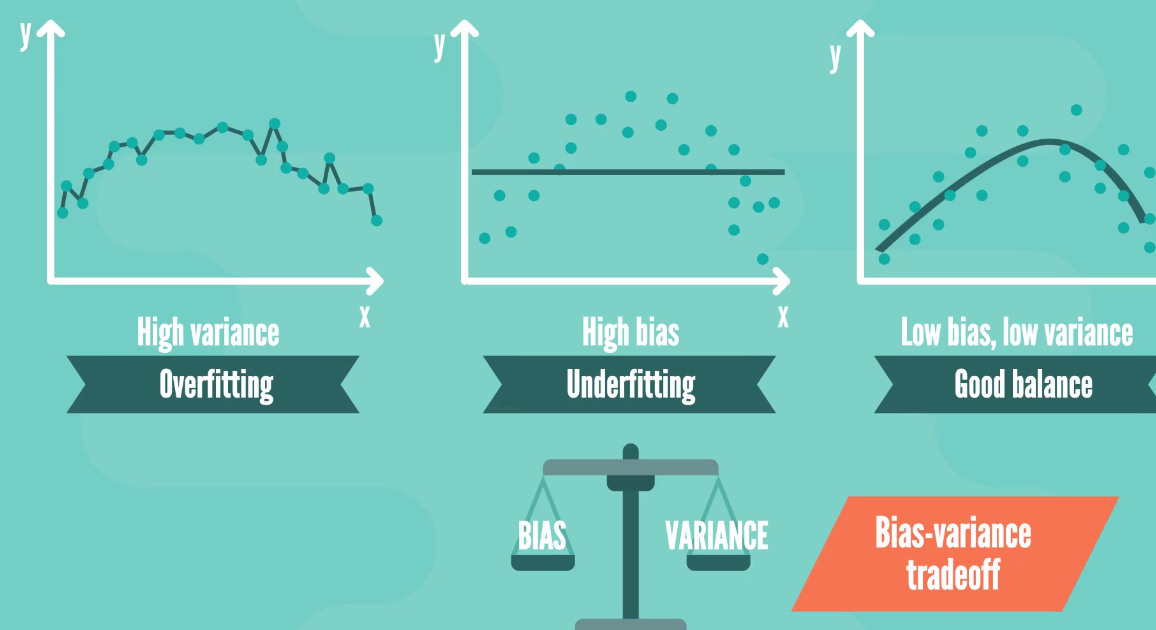 y
y
y
x
x
High variance
High bias
Low bias, low variance
Overfitting
Underfitting
Good balance
BIAS
VARIANCE
Bias-variance
tradeoff